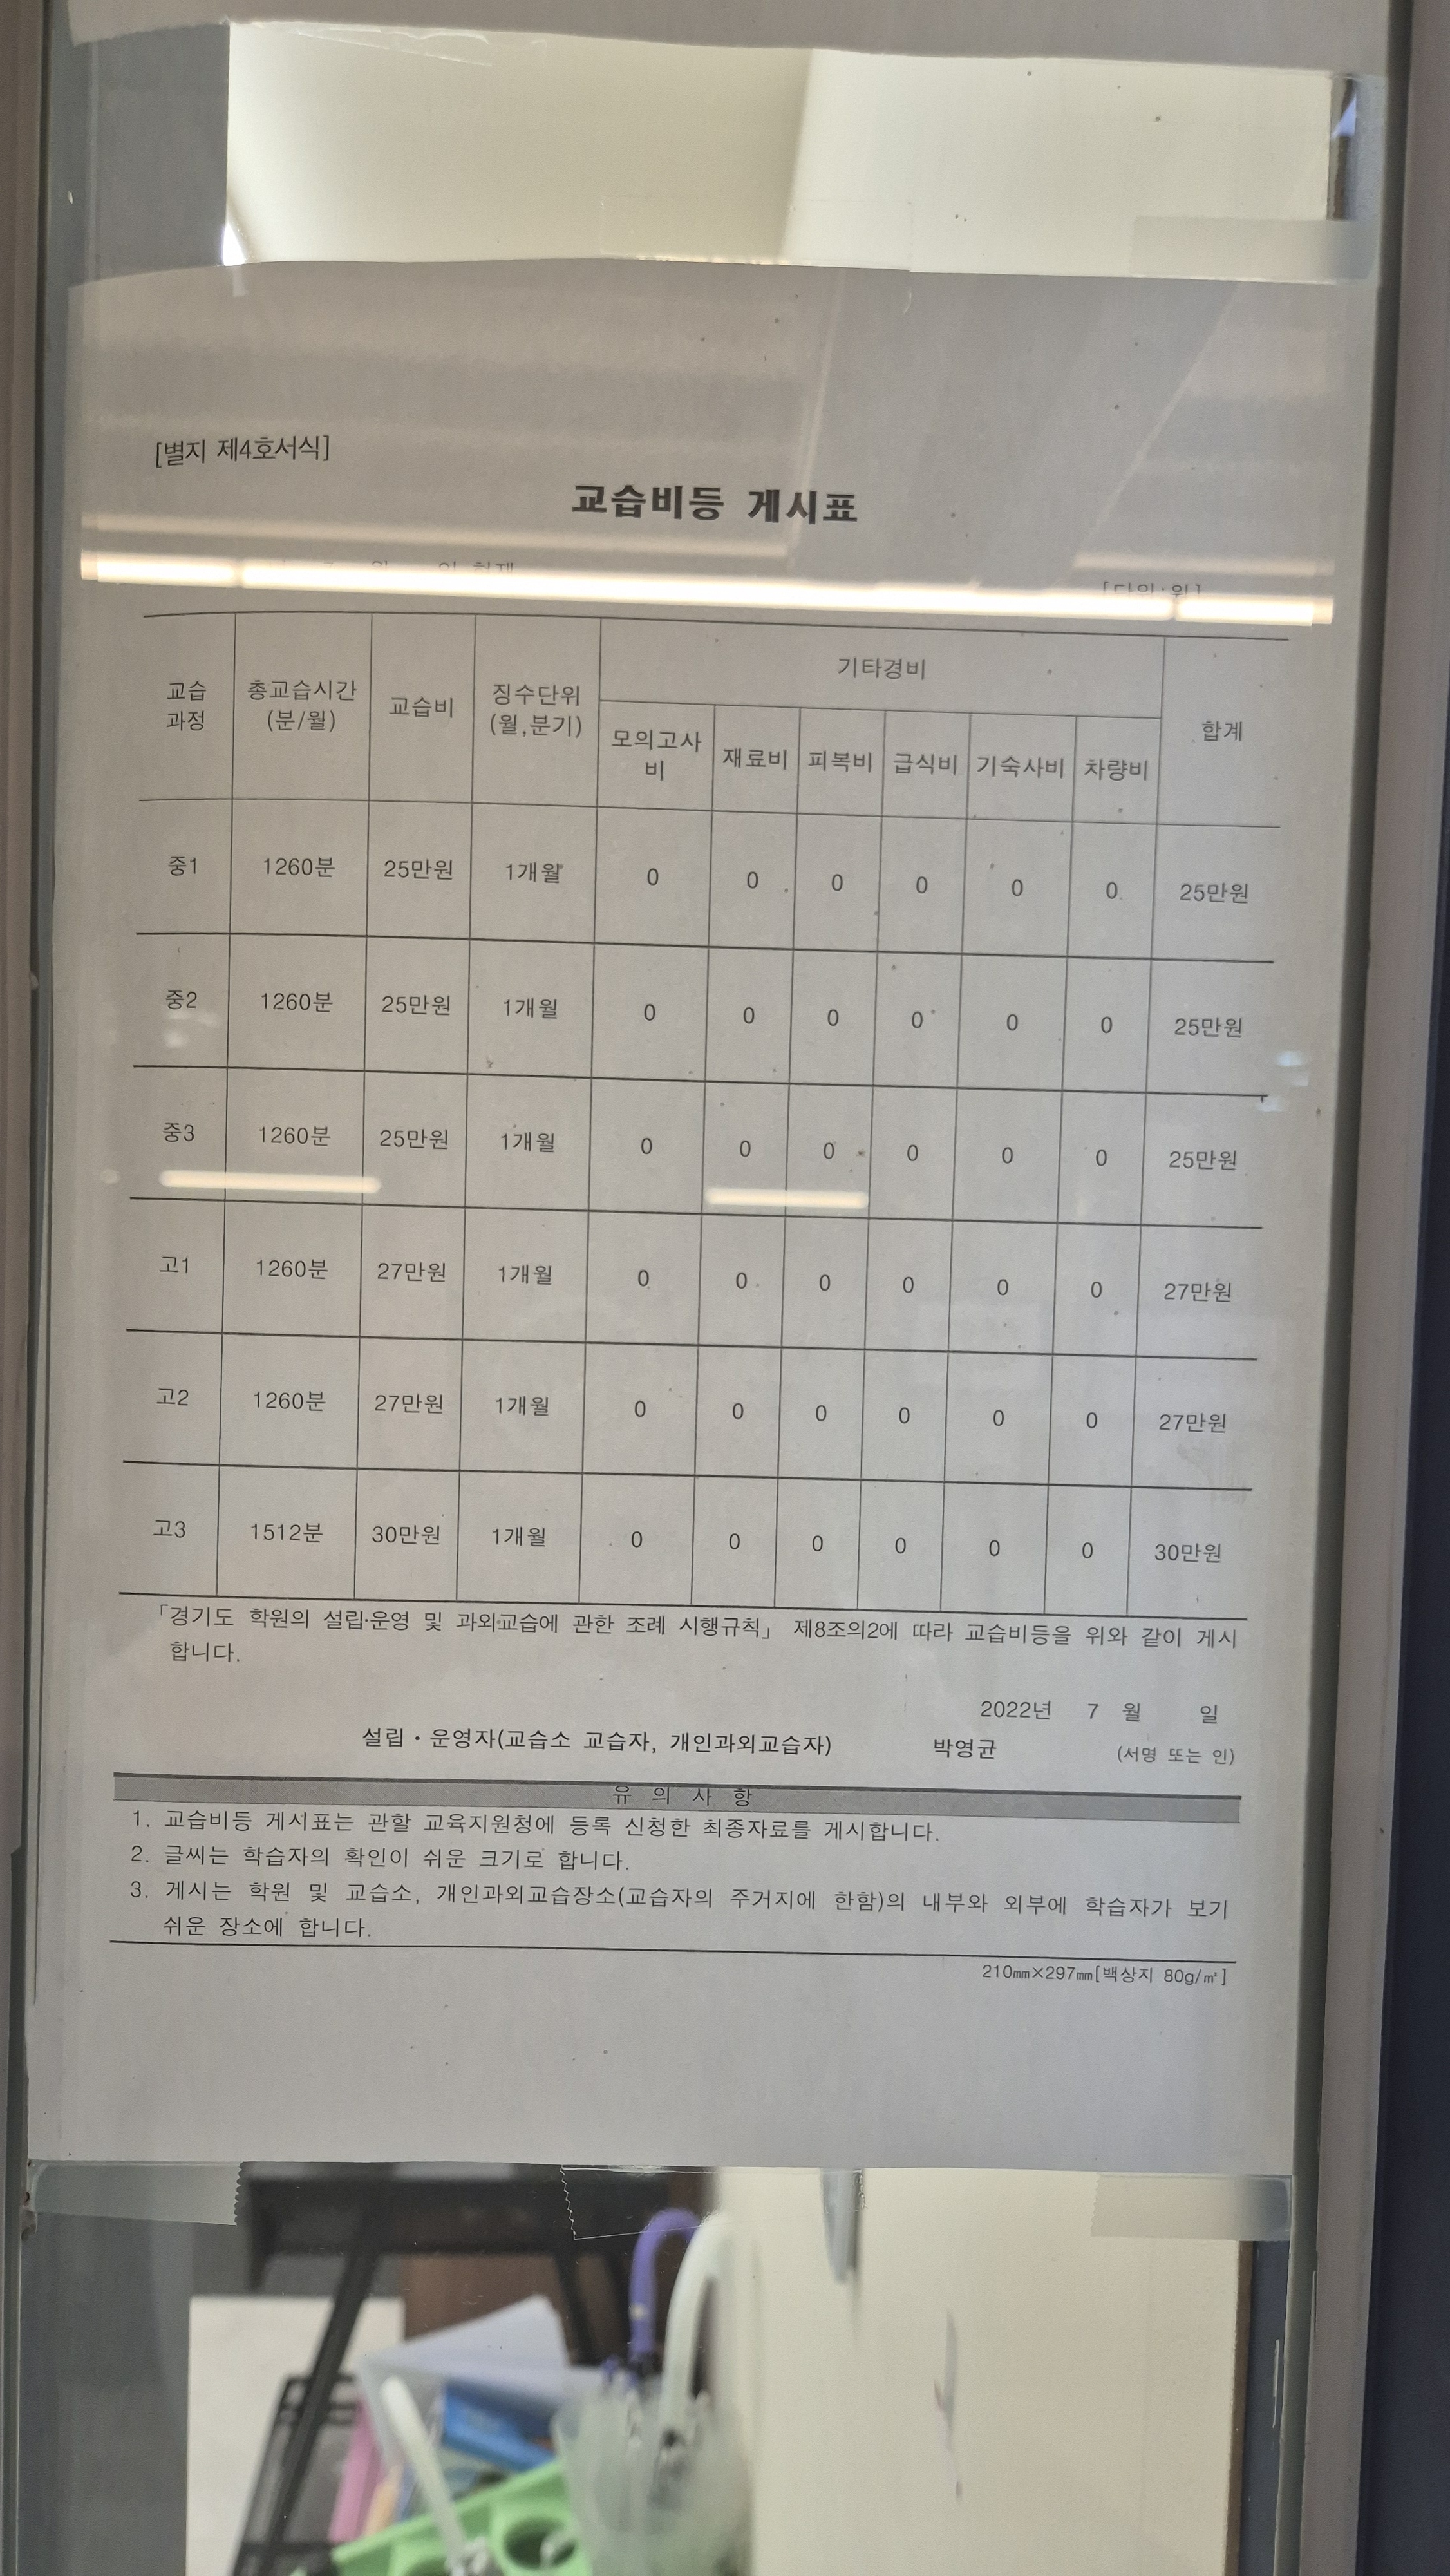 [별지 제4호서식]
교습비등 게시표
교습 과정 총교습시간 (분/월) 교습비 징수단위 (월,분기) 기타경비 합계
모의고사비 재료비 피복비 급식비 기숙사비 차량비
중1 1260분 25만원 1개월 0 0 0 0 0 0 25만원
중2 1260분 25만원 1개월 0 0 0 0 0 0 25만원
중3 1260분 25만원 1개월 0 0 0 0 0 0 25만원
고1 1260분 27만원 1개월 0 0 0 0 0 0 27만원
고2 1260분 27만원 1개월 0 0 0 0 0 0 27만원
고3 1512분 30만원 1개월 0 0 0 0 0 0 30만원
「경기도 학원의 설립·운영 및 과외교습에 관한 조례 시행규칙」 제8조의2에 따라 교습비등을 위와 같이 게시
합니다.
2022년 7 월 일
설립·운영자(교습소 교습자, 개인과외교습자) 박영균 (서명 또는 인)
유 의 사 항
1. 교습비등 게시표는 관할 교육지원청에 등록 신청한 최종자료를 게시합니다.
2. 글씨는 학습자의 확인이 쉬운 크기로 합니다.
3. 게시는 학원 및 교습소, 개인과외교습장소(교습자의 주거지에 한함)의 내부와 외부에 학습자가 보기
쉬운 장소에 합니다.
210㎜×297㎜[백상지 80g/㎡]